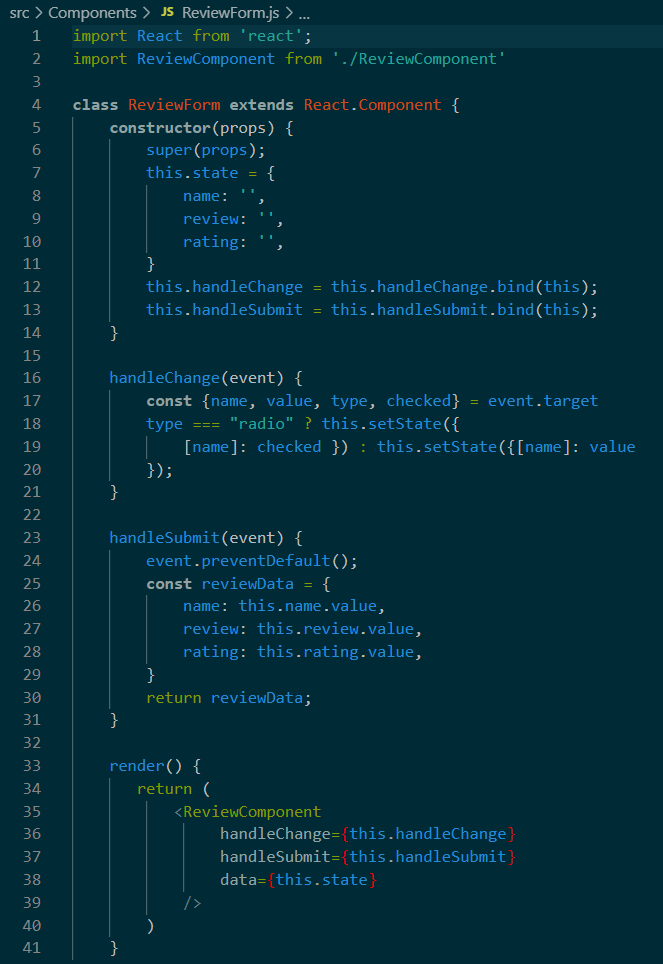 src > Components > JS ReviewForm.js > ...
1 import React from 'react';
2 import ReviewComponent from './ReviewComponent'
3
4 class ReviewForm extends React.Component {
5     constructor(props) {
6         super(props);
7         this.state = {
8             name: '',
9             review: '',
10             rating: '',
11         }
12         this.handleChange = this.handleChange.bind(this);
13         this.handleSubmit = this.handleSubmit.bind(this);
14     }
15
16     handleChange(event) {
17         const {name, value, type, checked} = event.target
18         type === "radio" ? this.setState({
19             [name]: checked }) : this.setState({[name]: value
20         });
21     }
22
23     handleSubmit(event) {
24         event.preventDefault();
25         const reviewData = {
26             name: this.name.value,
27             review: this.review.value,
28             rating: this.rating.value,
29         }
30         return reviewData;
31     }
32
33     render() {
34        return (
35            <ReviewComponent
36                 handleChange={this.handleChange}
37                 handleSubmit={this.handleSubmit}
38                 data={this.state}
39             />
40         )
41     }